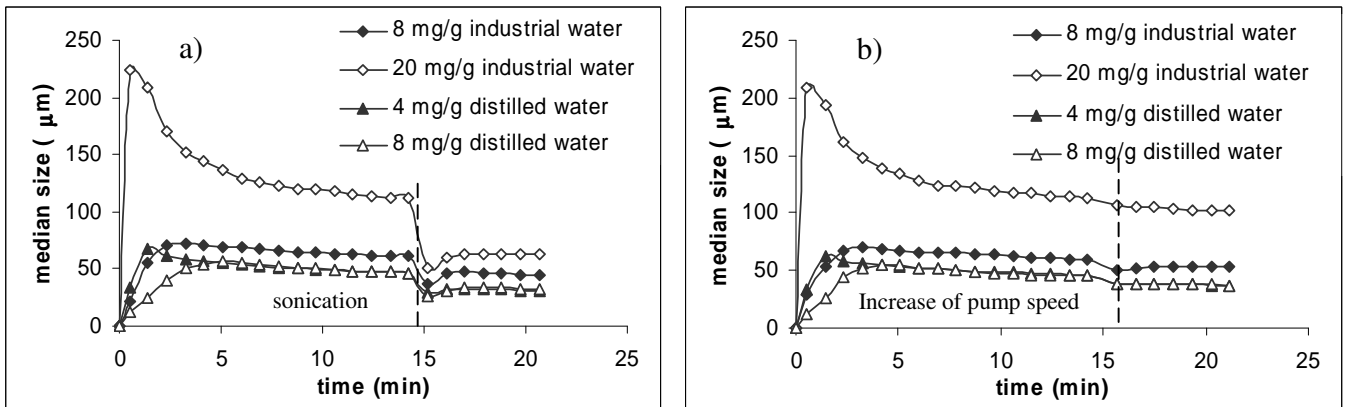 a)
8 mg/g industrial water
20 mg/g industrial water
4 mg/g distilled water
8 mg/g distilled water
median size ( μm)
250
200
150
100
50
0
sonication
0 5 10 15 20 25
time (min)
b)
8 mg/g industrial water
20 mg/g industrial water
4 mg/g distilled water
8 mg/g distilled water
median size ( μm)
250
200
150
100
50
0
Increase of pump speed
0 5 10 15 20 25
time (min)